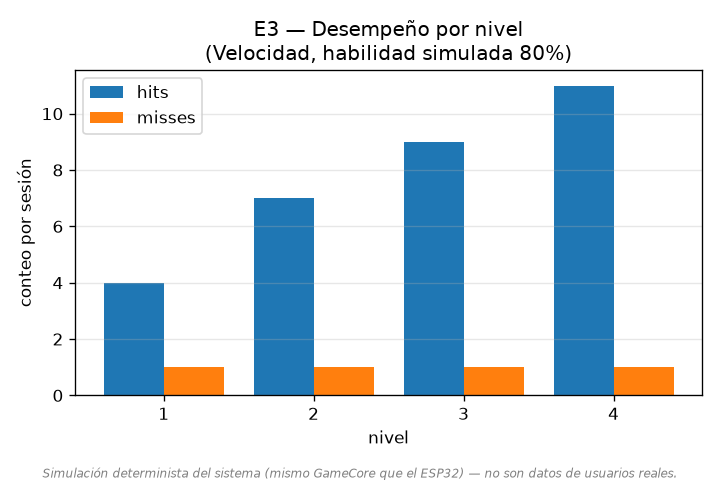 E3 — Desempeño por nivel
(Velocidad, habilidad simulada 80%)
hits
misses
conteo por sesión
10
8
6
4
2
0
1 2 3 4
nivel
Simulación determinista del sistema (mismo GameCore que el ESP32) — no son datos de usuarios reales.